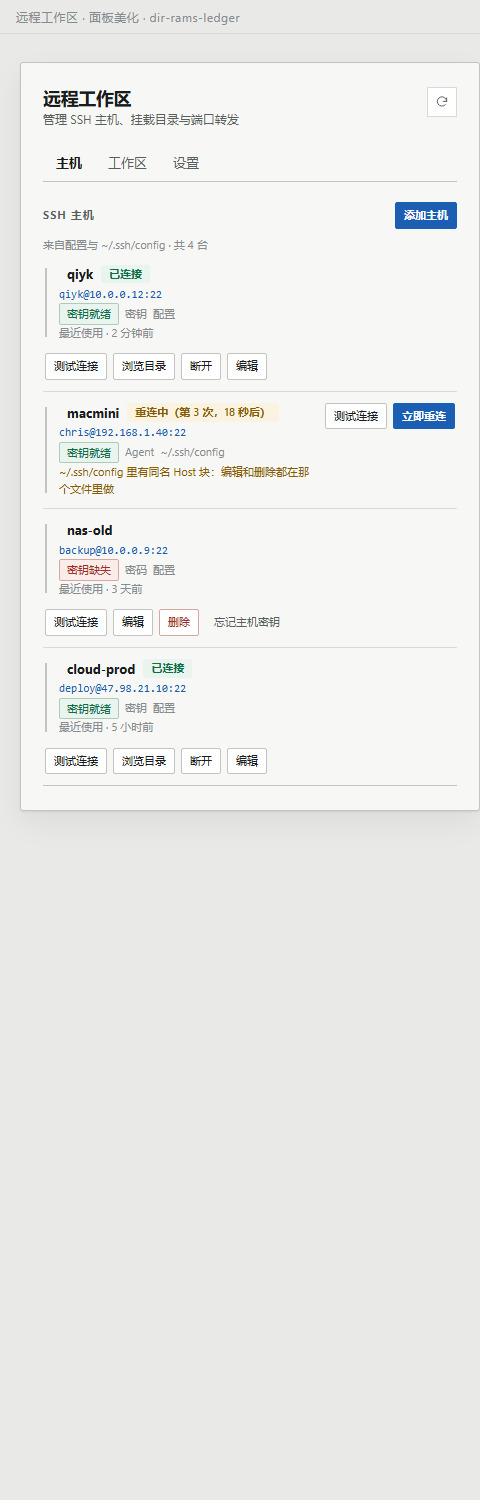 远程工作区 · 面板美化 · dir-rams-ledger
远程工作区
管理 SSH 主机、挂载目录与端口转发
主机 工作区 设置
SSH 主机 添加主机
来自配置与 ~/.ssh/config · 共 4 台
qiyk 已连接
qiyk@10.0.0.12:22
密钥就绪 密钥 配置
最近使用 · 2 分钟前
测试连接 浏览目录 断开 编辑
macmini 重连中（第 3 次，18 秒后） 测试连接 立即重连
chris@192.168.1.40:22
密钥就绪 Agent ~/.ssh/config
~/.ssh/config 里有同名 Host 块：编辑和删除都在那
个文件里做
nas-old
backup@10.0.0.9:22
密钥缺失 密码 配置
最近使用 · 3 天前
测试连接 编辑 删除 忘记主机密钥
cloud-prod 已连接
deploy@47.98.21.10:22
密钥就绪 密钥 配置
最近使用 · 5 小时前
测试连接 浏览目录 断开 编辑